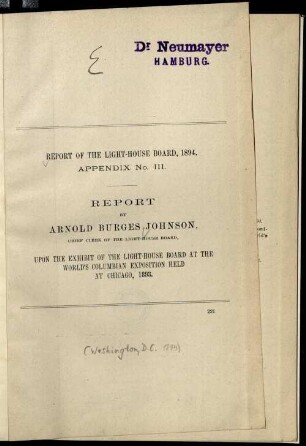 Dr Neumayer
HAMBURG.
REPORT OF THE LIGHT-HOUSE BOARD, 1894.
APPENDIX No. III.
REPORT
BY
ARNOLD BURGES JOHNSON,
CHIEF CLERK OF THE LIGHT-HOUSE BOARD,
UPON THE EXHIBIT OF THE LIGHT-HOUSE BOARD AT THE
WORLD'S COLUMBIAN EXPOSITION HELD
AT CHICAGO, 1893.
(Washington, D.C. 1894)